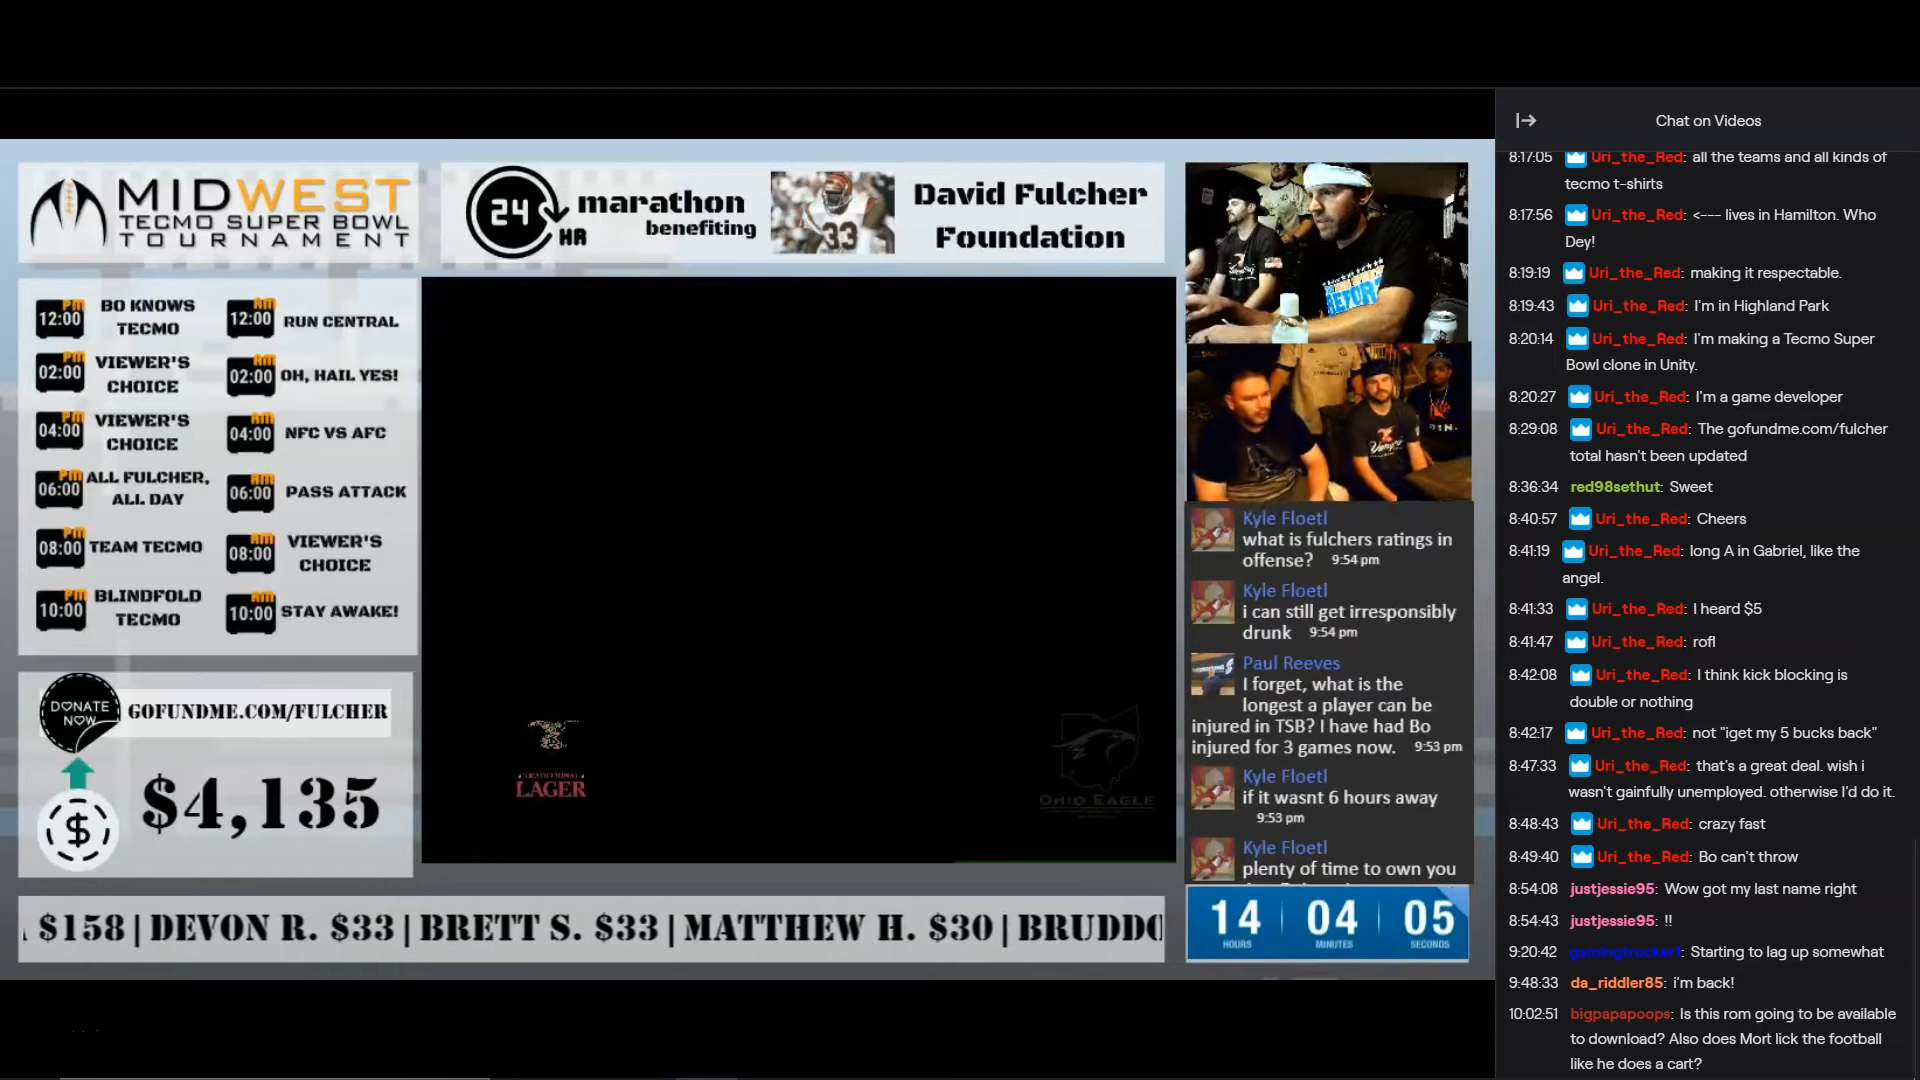 MIDWEST
TECMO SUPER BOWL
TOURNAMENT
24 HR
marathon
benefiting
33
David Fulcher
Foundation
PM 12:00 BO KNOWS
TECMO
AM 12:00 RUN CENTRAL
PM 02:00 VIEWER'S
CHOICE
AM 02:00 OH, HAIL YES!
PM 04:00 VIEWER'S
CHOICE
AM 04:00 NFC VS AFC
PM 06:00 ALL FULCHER,
ALL DAY
AM 06:00 PASS ATTACK
PM 08:00 TEAM TECMO
AM 08:00 VIEWER'S
CHOICE
PM 10:00 BLINDFOLD
TECMO
AM 10:00 STAY AWAKE!
DONATE
NOW
GOFUNDME.COM/FULCHER
$
$4,135
TRADITIONAL
LAGER
OHIO EAGLE
REPORT
Kyle Floetl
what is fulchers ratings in
offense? 9:54 pm
Kyle Floetl
i can still get irresponsibly
drunk 9:54 pm
Paul Reeves
I forget, what is the
longest a player can be
injured in TSB? I have had Bo
injured for 3 games now. 9:53 pm
Kyle Floetl
if it wasnt 6 hours away
9:53 pm
Kyle Floetl
plenty of time to own you
$158 | DEVON R. $33 | BRETT S. $33 | MATTHEW H. $30 | BRUDDO
14 04 05
HOURS MINUTES SECONDS
Chat on Videos
8:17:05 Uri_the_Red: all the teams and all kinds of
tecmo t-shirts
8:17:56 Uri_the_Red: <--- lives in Hamilton. Who
Dey!
8:19:19 Uri_the_Red: making it respectable.
8:19:43 Uri_the_Red: I'm in Highland Park
8:20:14 Uri_the_Red: I'm making a Tecmo Super
Bowl clone in Unity.
8:20:27 Uri_the_Red: I'm a game developer
8:29:08 Uri_the_Red: The gofundme.com/fulcher
total hasn't been updated
8:36:34 red98sethut: Sweet
8:40:57 Uri_the_Red: Cheers
8:41:19 Uri_the_Red: long A in Gabriel, like the
angel.
8:41:33 Uri_the_Red: I heard $5
8:41:47 Uri_the_Red: rofl
8:42:08 Uri_the_Red: I think kick blocking is
double or nothing
8:42:17 Uri_the_Red: not "iget my 5 bucks back"
8:47:33 Uri_the_Red: that's a great deal. wish i
wasn't gainfully unemployed. otherwise I'd do it.
8:48:43 Uri_the_Red: crazy fast
8:49:40 Uri_the_Red: Bo can't throw
8:54:08 justjessie95: Wow got my last name right
8:54:43 justjessie95: !!
9:20:42 gamingtrucker1: Starting to lag up somewhat
9:48:33 da_riddler85: i'm back!
10:02:51 bigpapapoops: Is this rom going to be available
to download? Also does Mort lick the football
like he does a cart?